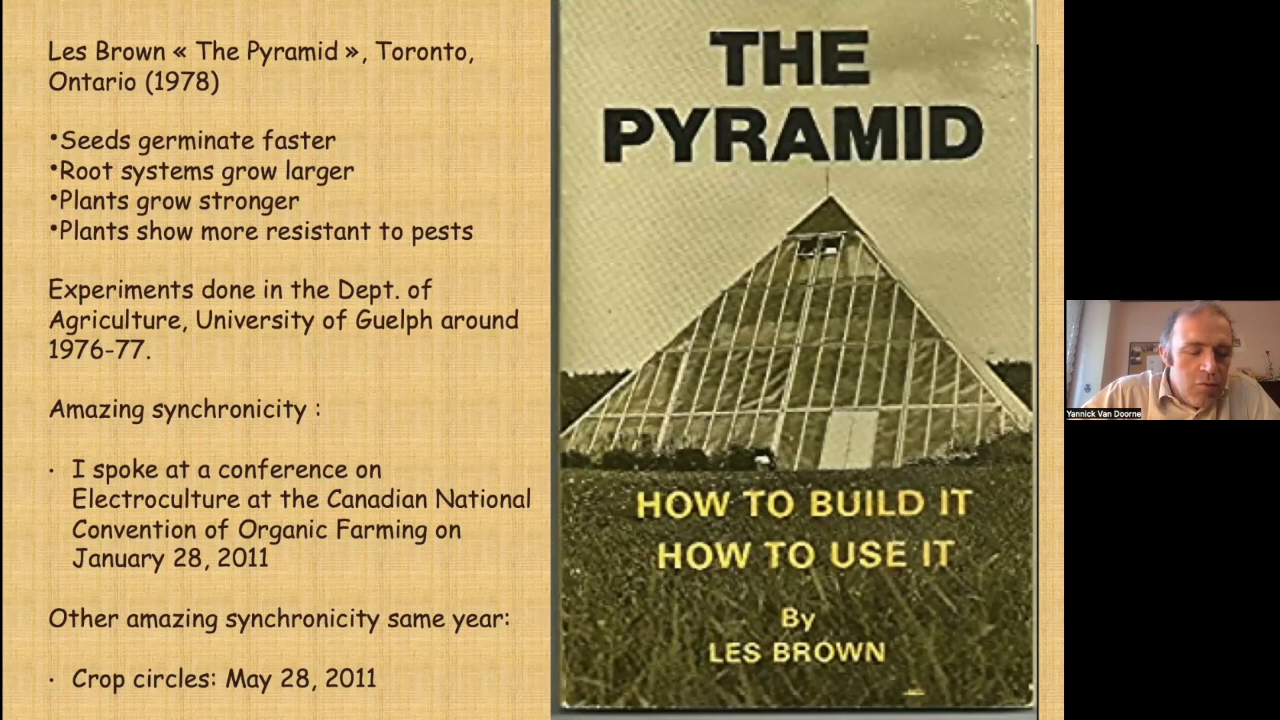 Les Brown « The Pyramid », Toronto,
Ontario (1978)
•Seeds germinate faster
•Root systems grow larger
•Plants grow stronger
•Plants show more resistant to pests
Experiments done in the Dept. of
Agriculture, University of Guelph around
1976-77.
Amazing synchronicity :
• I spoke at a conference on
Electroculture at the Canadian National
Convention of Organic Farming on
January 28, 2011
Other amazing synchronicity same year:
• Crop circles: May 28, 2011
THE
PYRAMID
HOW TO BUILD IT
HOW TO USE IT
By
LES BROWN
Yannick Van Doorne